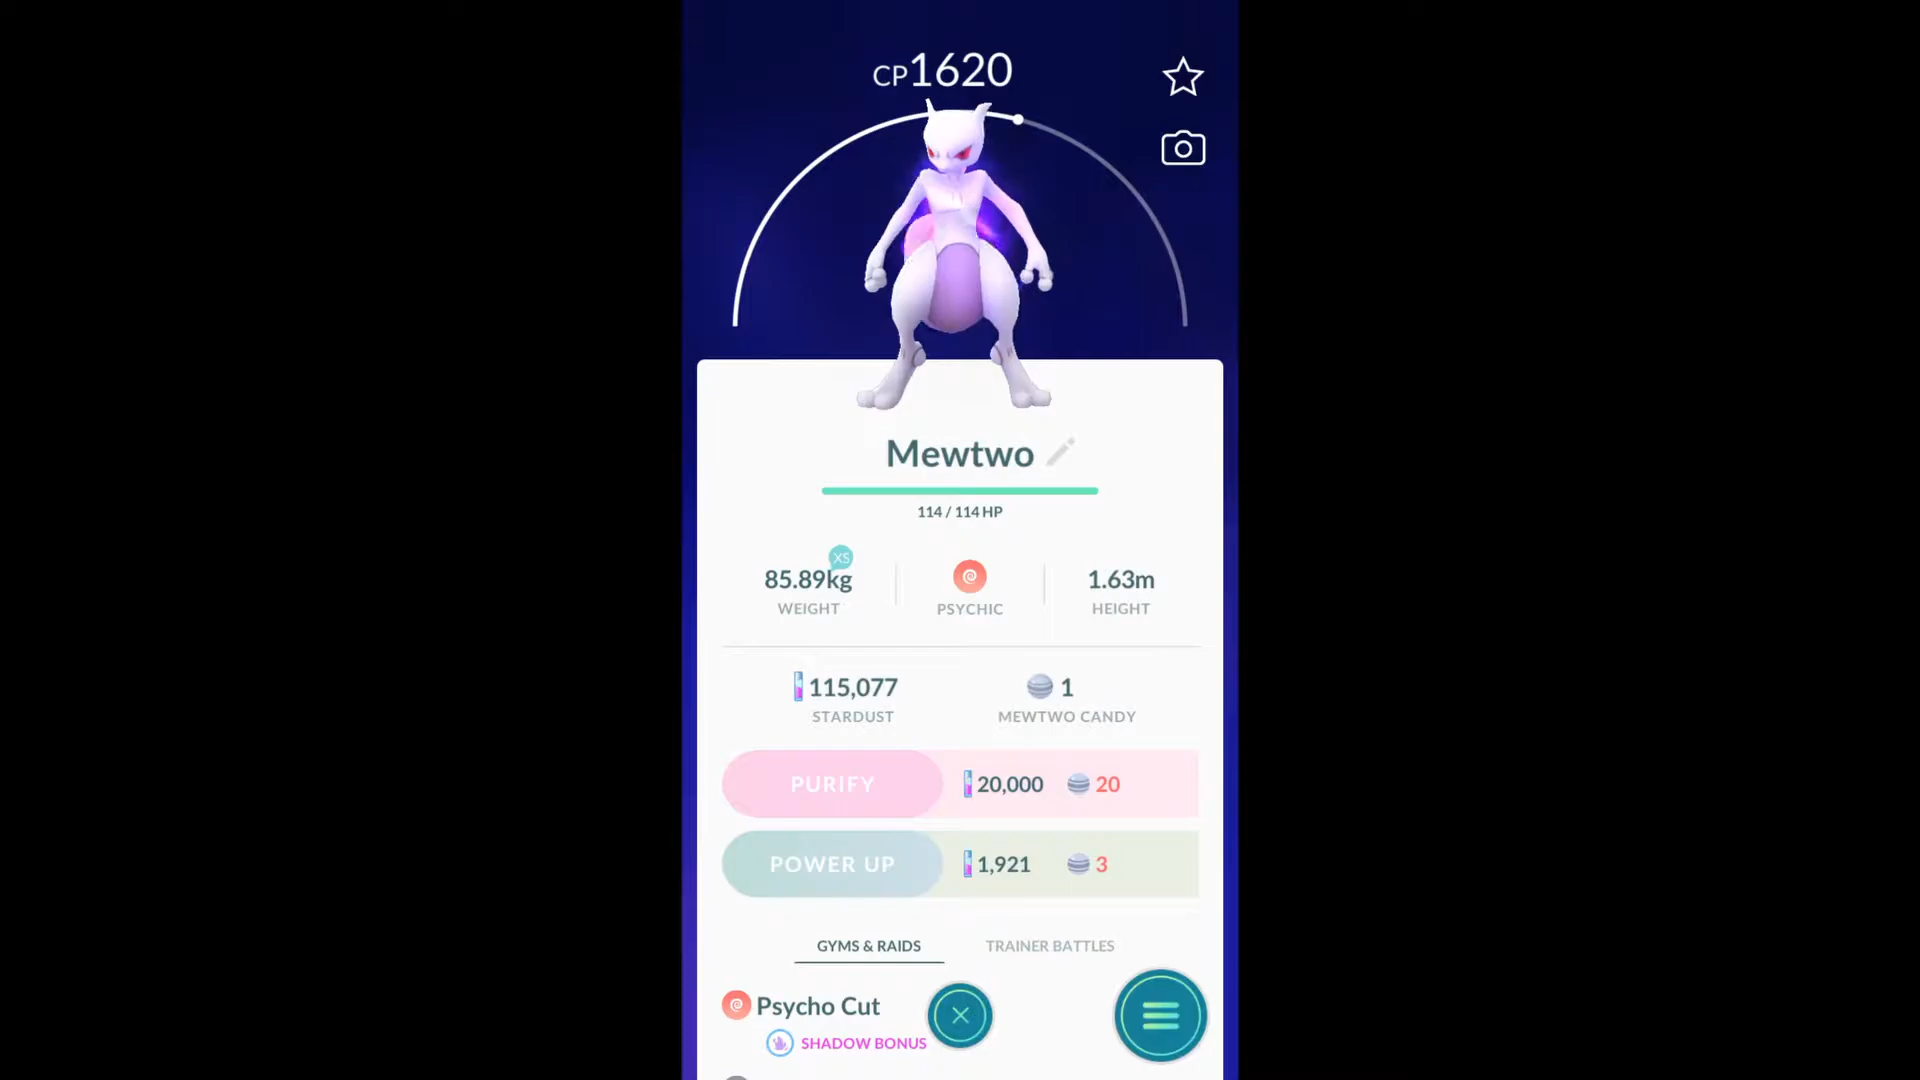 CP1620
Mewtwo
114 / 114 HP
XS
85.89kg
WEIGHT
PSYCHIC
1.63m
HEIGHT
115,077
STARDUST
1
MEWTWO CANDY
PURIFY 20,000 20
POWER UP 1,921 3
GYMS & RAIDS TRAINER BATTLES
Psycho Cut
SHADOW BONUS